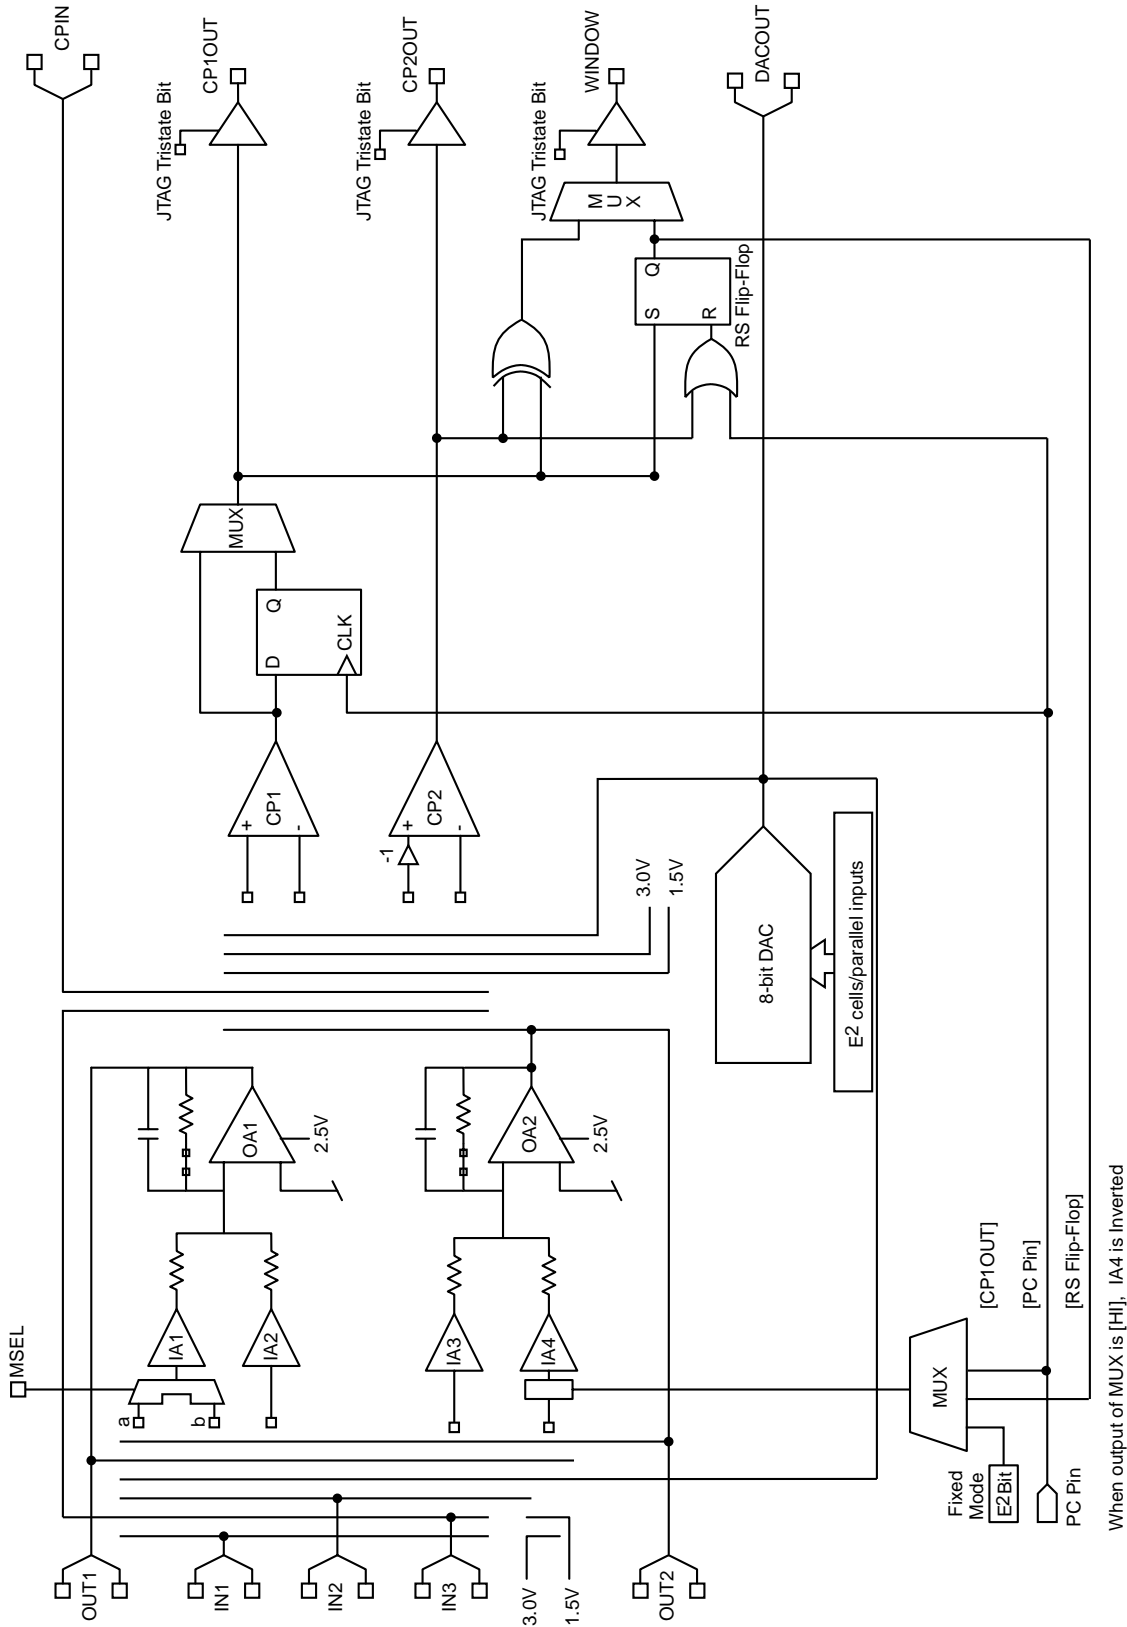 OUT1
IN1
IN2
IN3
3.0V
1.5V
OUT2
MSEL
a
b
IA1
IA2
IA3
IA4
OA1
2.5V
OA2
2.5V
Fixed
Mode
E2Bit
PC Pin
MUX
[CP1OUT]
[PC Pin]
[RS Flip-Flop]
When output of MUX is [HI], IA4 is Inverted
CPIN
+
-
CP1
-1
+
-
CP2
3.0V
1.5V
8-bit DAC
E2 cells/parallel inputs
D
Q
CLK
MUX
S
R
Q
RS Flip-Flop
M
U
X
JTAG Tristate Bit
CP1OUT
JTAG Tristate Bit
CP2OUT
JTAG Tristate Bit
WINDOW
DACOUT